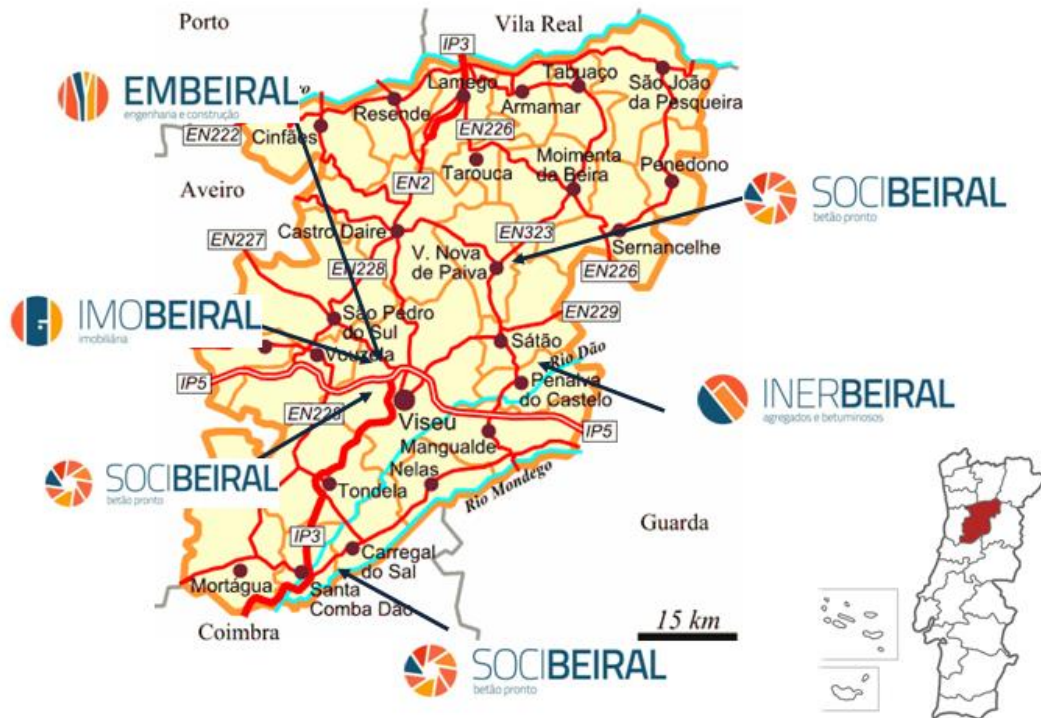 Porto
Vila Real
IP3
EMBEIRAL
engenharia e construção
Lamego
Tabuaço
São João
da Pesqueira
Resende
Armamar
EN222
Cinfães
EN226
Tarouca
Moimenta
da Beira
Penedono
EN2
Aveiro
SOCIBEIRAL
betão pronto
Castro Daire
EN323
Sernancelhe
EN227
EN228
V. Nova
de Paiva
EN226
IMOBEIRAL
imobiliária
São Pedro
do Sul
EN229
Vouzela
Sátão
Rio Dão
IP5
Penalva
do Castelo
INERBEIRAL
agregados e betuminosos
EN228
Viseu
IP5
Mangualde
SOCIBEIRAL
betão pronto
Nelas
Tondela
Rio Mondego
Guarda
IP3
Carregal
do Sal
Mortágua
Santa
Comba Dão
Coimbra
15 km
SOCIBEIRAL
betão pronto